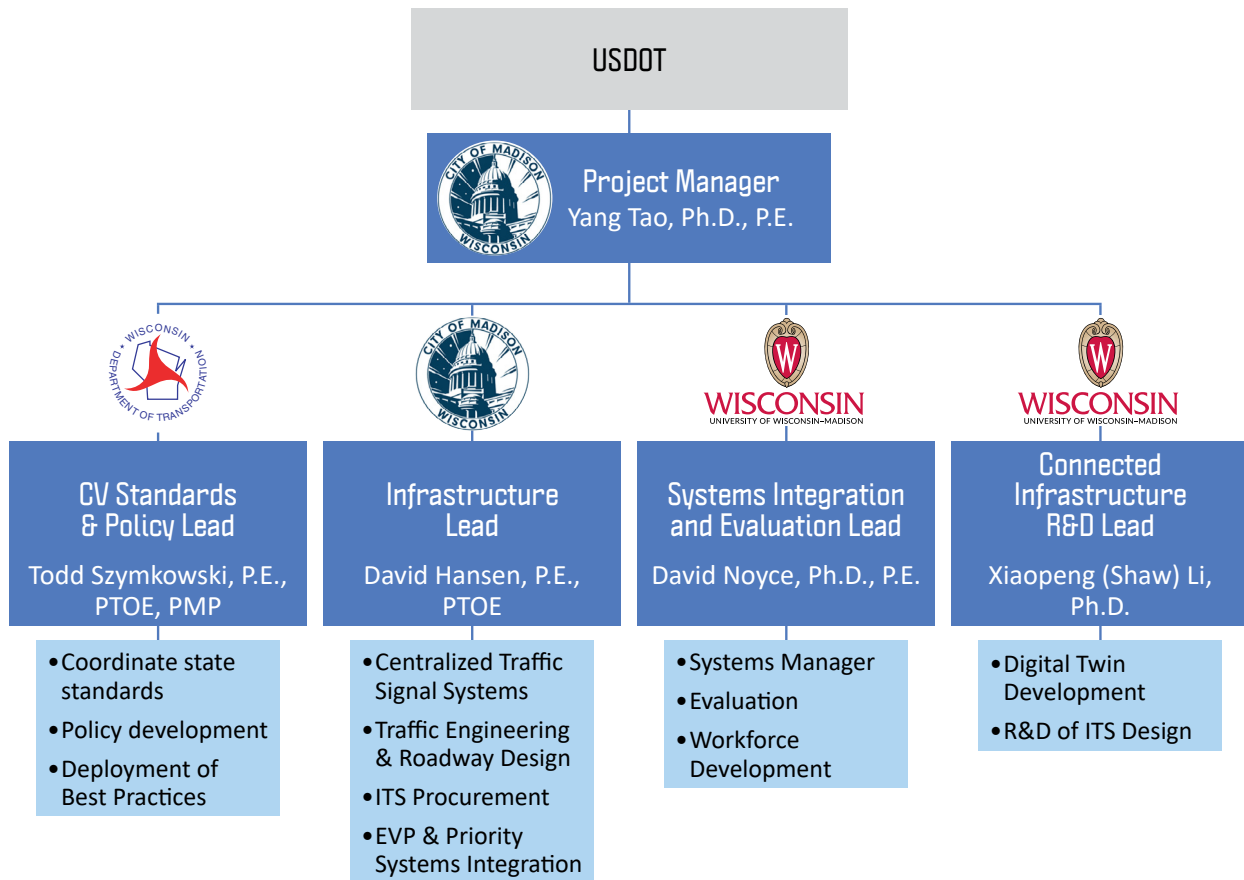 USDOT
CITY OF MADISON
WISCONSIN
Project Manager
Yang Tao, Ph.D., P.E.
WISCONSIN
DEPARTMENT OF TRANSPORTATION
CITY OF MADISON
WISCONSIN
W
WISCONSIN
UNIVERSITY OF WISCONSIN–MADISON
W
WISCONSIN
UNIVERSITY OF WISCONSIN–MADISON
CV Standards
& Policy Lead
Todd Szymkowski, P.E.,
PTOE, PMP
•Coordinate state
standards
•Policy development
•Deployment of
Best Practices
Infrastructure
Lead
David Hansen, P.E.,
PTOE
•Centralized Traffic
Signal Systems
•Traffic Engineering
& Roadway Design
•ITS Procurement
•EVP & Priority
Systems Integration
Systems Integration
and Evaluation Lead
David Noyce, Ph.D., P.E.
•Systems Manager
•Evaluation
•Workforce
Development
Connected
Infrastructure
R&D Lead
Xiaopeng (Shaw) Li,
Ph.D.
•Digital Twin
Development
•R&D of ITS Design